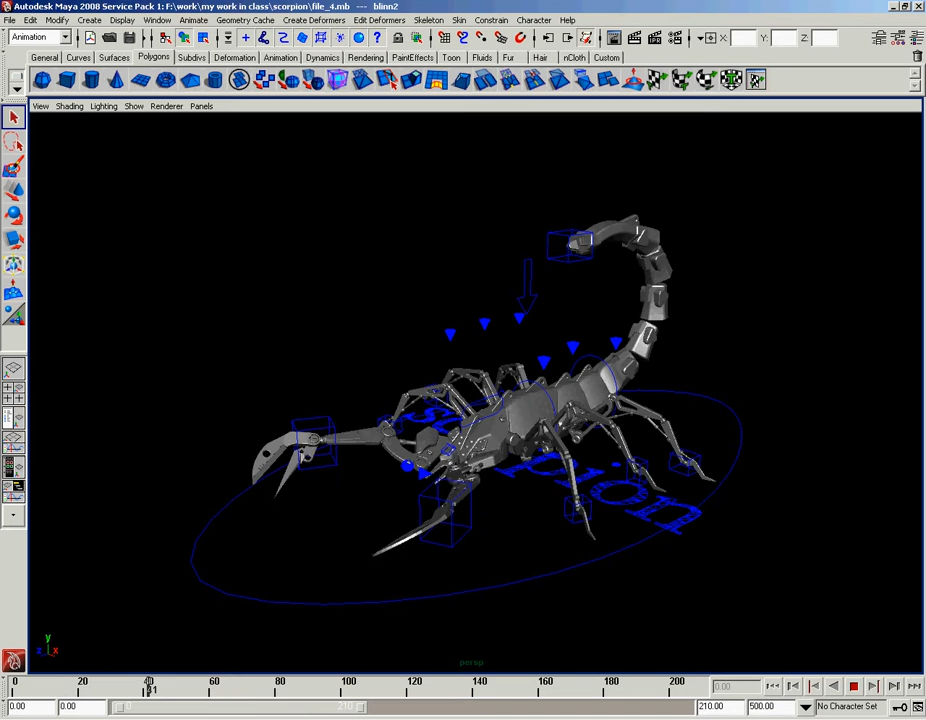 Autodesk Maya 2008 Service Pack 1: F:\work\my work in class\scorpion\file_4.mb - blinn2
File Edit Modify Create Display Window Animate Geometry Cache Create Deformers Edit Deformers Skeleton Skin Constrain Character Help
Animation X: Y: Z:
General Curves Surfaces Polygons Subdivs Deformation Animation Dynamics Rendering PaintEffects Toon Fluids Fur Hair nCloth Custom
View Shading Lighting Show Renderer Panels
y
z x
persp
0 20 40 60 80 100 120 140 160 180 200 0.00
41
0.00 0.00 0 210 210.00 500.00 No Character Set